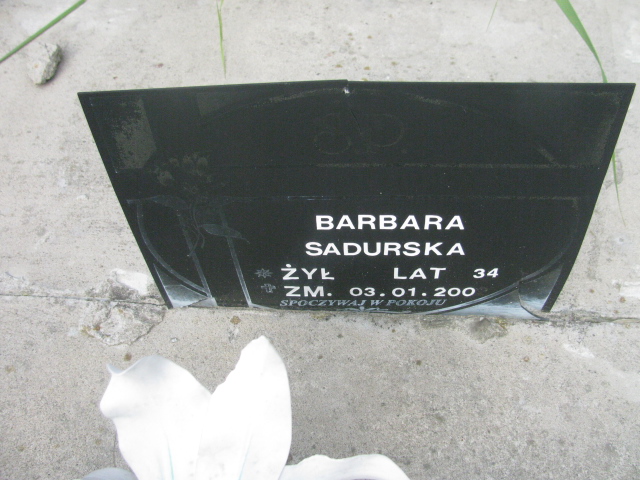 Ś.P.
BARBARA
SADURSKA
ŻYŁ LAT 34
ZM. 03.01.200
SPOCZYWAJ W POKOJU